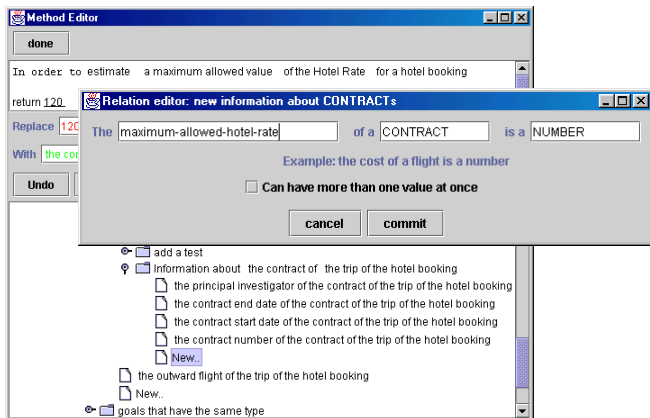 Method Editor
done
In order to estimate a maximum allowed value of the Hotel Rate for a hotel booking
return 120
Relation editor: new information about CONTRACTs
Replace 120
The maximum-allowed-hotel-rate of a CONTRACT is a NUMBER
With the con
Example: the cost of a flight is a number
Undo
Can have more than one value at once
cancel commit
add a test
Information about the contract of the trip of the hotel booking
the principal investigator of the contract of the trip of the hotel booking
the contract end date of the contract of the trip of the hotel booking
the contract start date of the contract of the trip of the hotel booking
the contract number of the contract of the trip of the hotel booking
New..
the outward flight of the trip of the hotel booking
New..
goals that have the same type